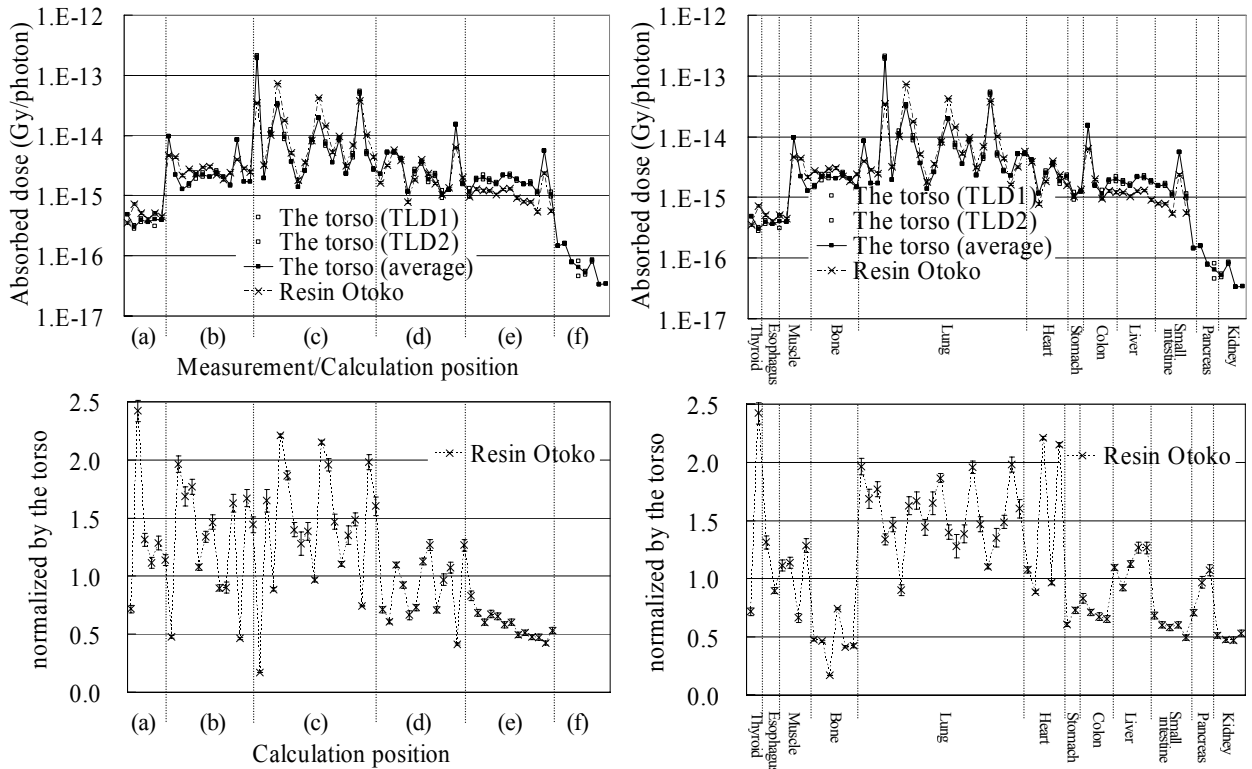 Absorbed dose (Gy/photon)
1.E-12
1.E-13
1.E-14
1.E-15
1.E-16
1.E-17
The torso (TLD1)
The torso (TLD2)
The torso (average)
Resin Otoko
(a) (b) (c) (d) (e) (f)
Measurement/Calculation position
Absorbed dose (Gy/photon)
1.E-12
1.E-13
1.E-14
1.E-15
1.E-16
1.E-17
The torso (TLD1)
The torso (TLD2)
The torso (average)
Resin Otoko
Thyroid
Esophagus
Muscle
Bone
Lung
Heart
Stomach
Colon
Liver
Small
intestine
Pancreas
Kidney
normalized by the torso
2.5
2.0
1.5
1.0
0.5
0.0
Resin Otoko
(a) (b) (c) (d) (e) (f)
Calculation position
normalized by the torso
2.5
2.0
1.5
1.0
0.5
0.0
Resin Otoko
Thyroid
Esophagus
Muscle
Bone
Lung
Heart
Stomach
Colon
Liver
Small
intestine
Pancreas
Kidney